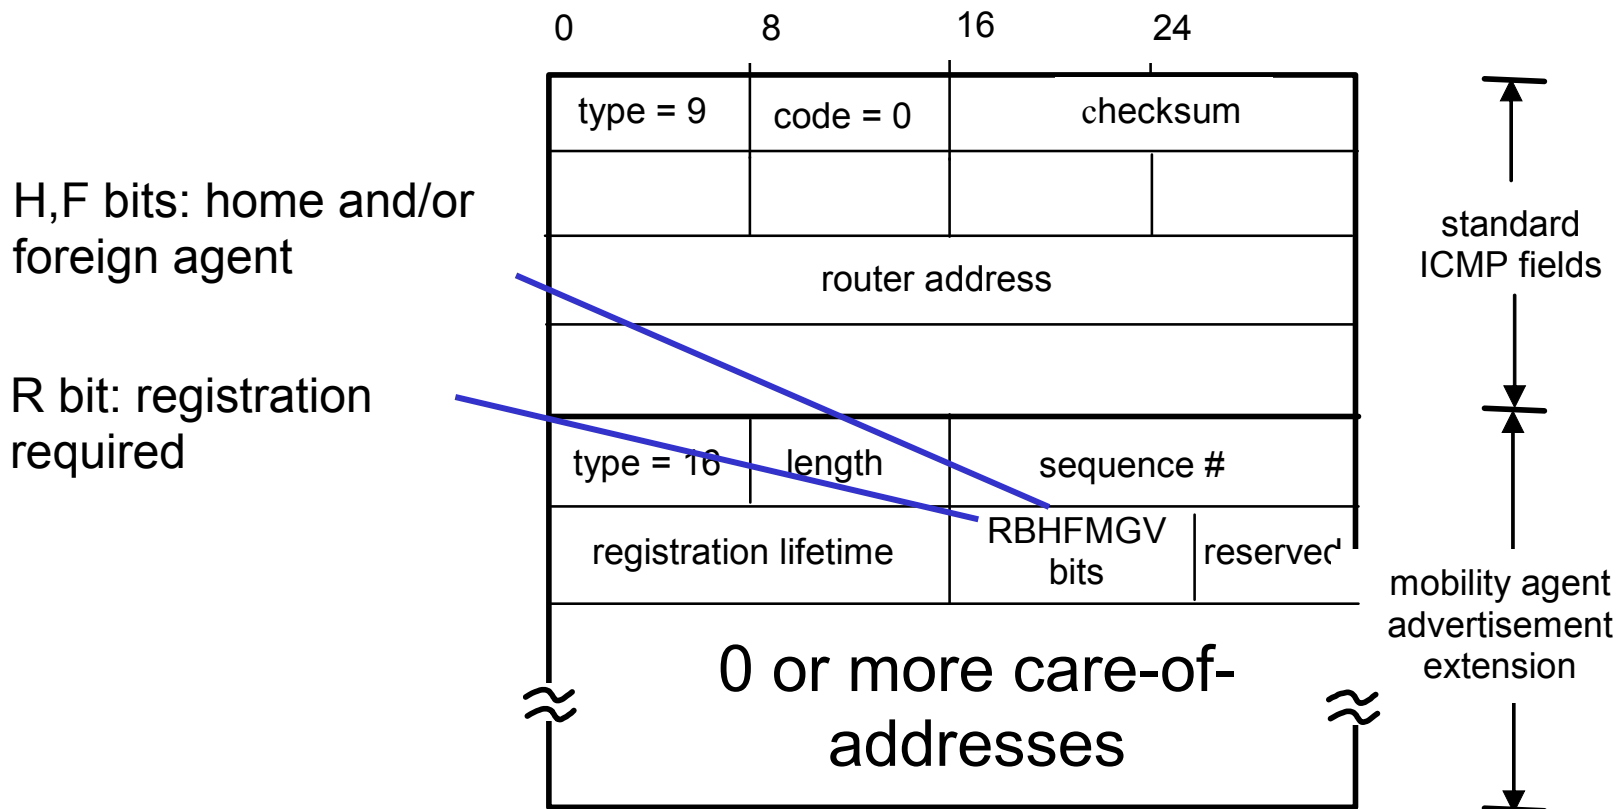 0 8 16 24
type = 9 code = 0 checksum
H,F bits: home and/or
foreign agent
router address
standard
ICMP fields
R bit: registration
required
type = 16 length sequence #
registration lifetime RBHFMGV
bits reserved
0 or more care-of-
addresses
mobility agent
advertisement
extension